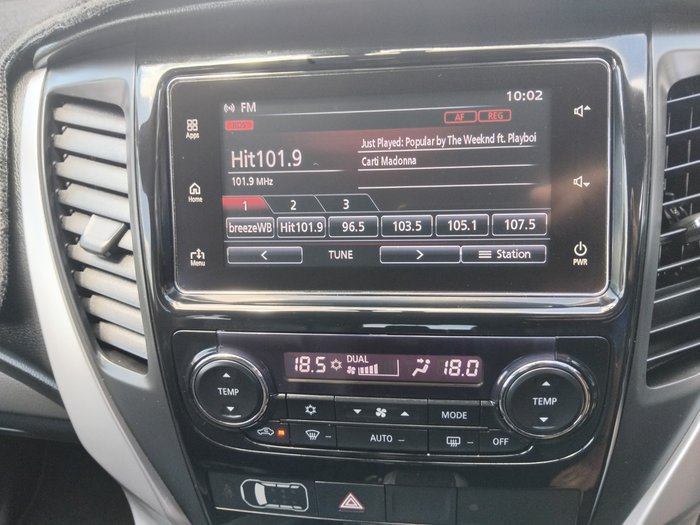 FM 10:02
Apps
RDS AF REG
Hit101.9
Just Played: Popular by The Weeknd ft. Playboi
Carti Madonna
101.9 MHz
Home
1 2 3
breezeWB Hit101.9 96.5 103.5 105.1 107.5
< TUNE > Station
Menu
PWR
18.5 DUAL 18.0
TEMP
TEMP
MODE
AUTO
OFF